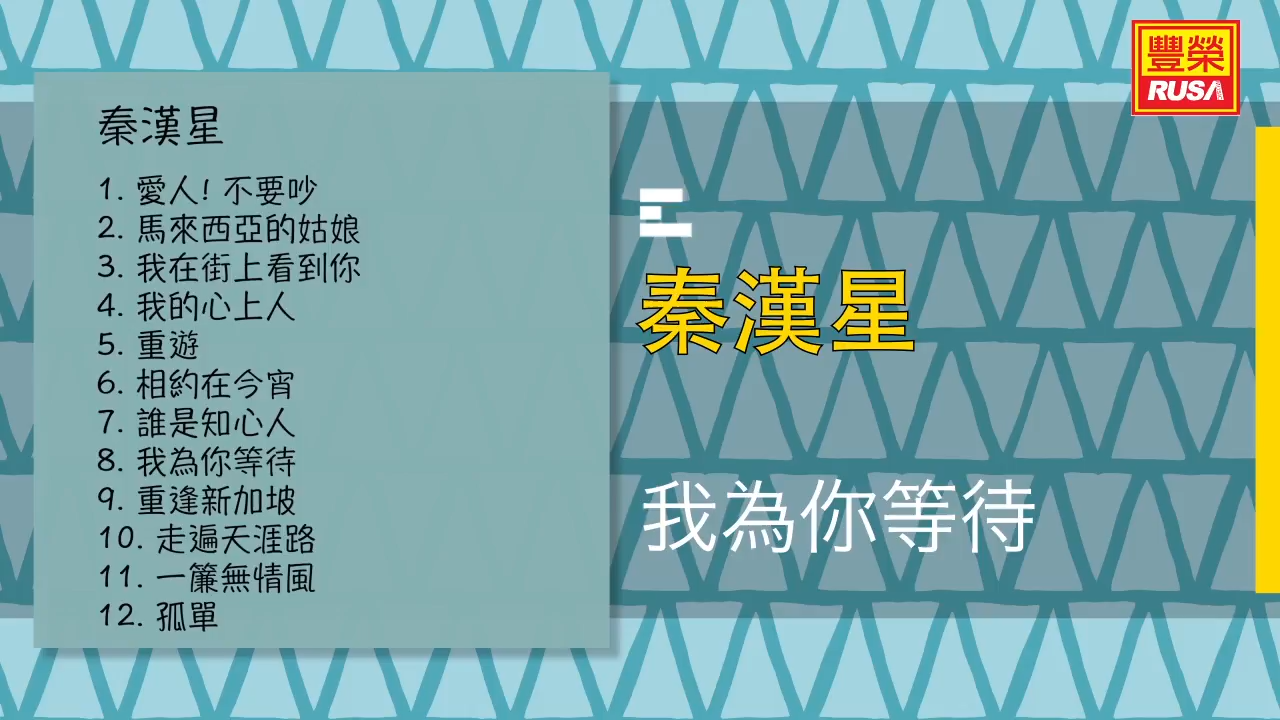 豐榮
RUSA
秦漢星
1. 愛人! 不要吵
2. 馬來西亞的姑娘
3. 我在街上看到你
4. 我的心上人
5. 重遊
6. 相約在今宵
7. 誰是知心人
8. 我為你等待
9. 重逢新加坡
10. 走遍天涯路
11. 一簾無情風
12. 孤單
秦漢星
我為你等待